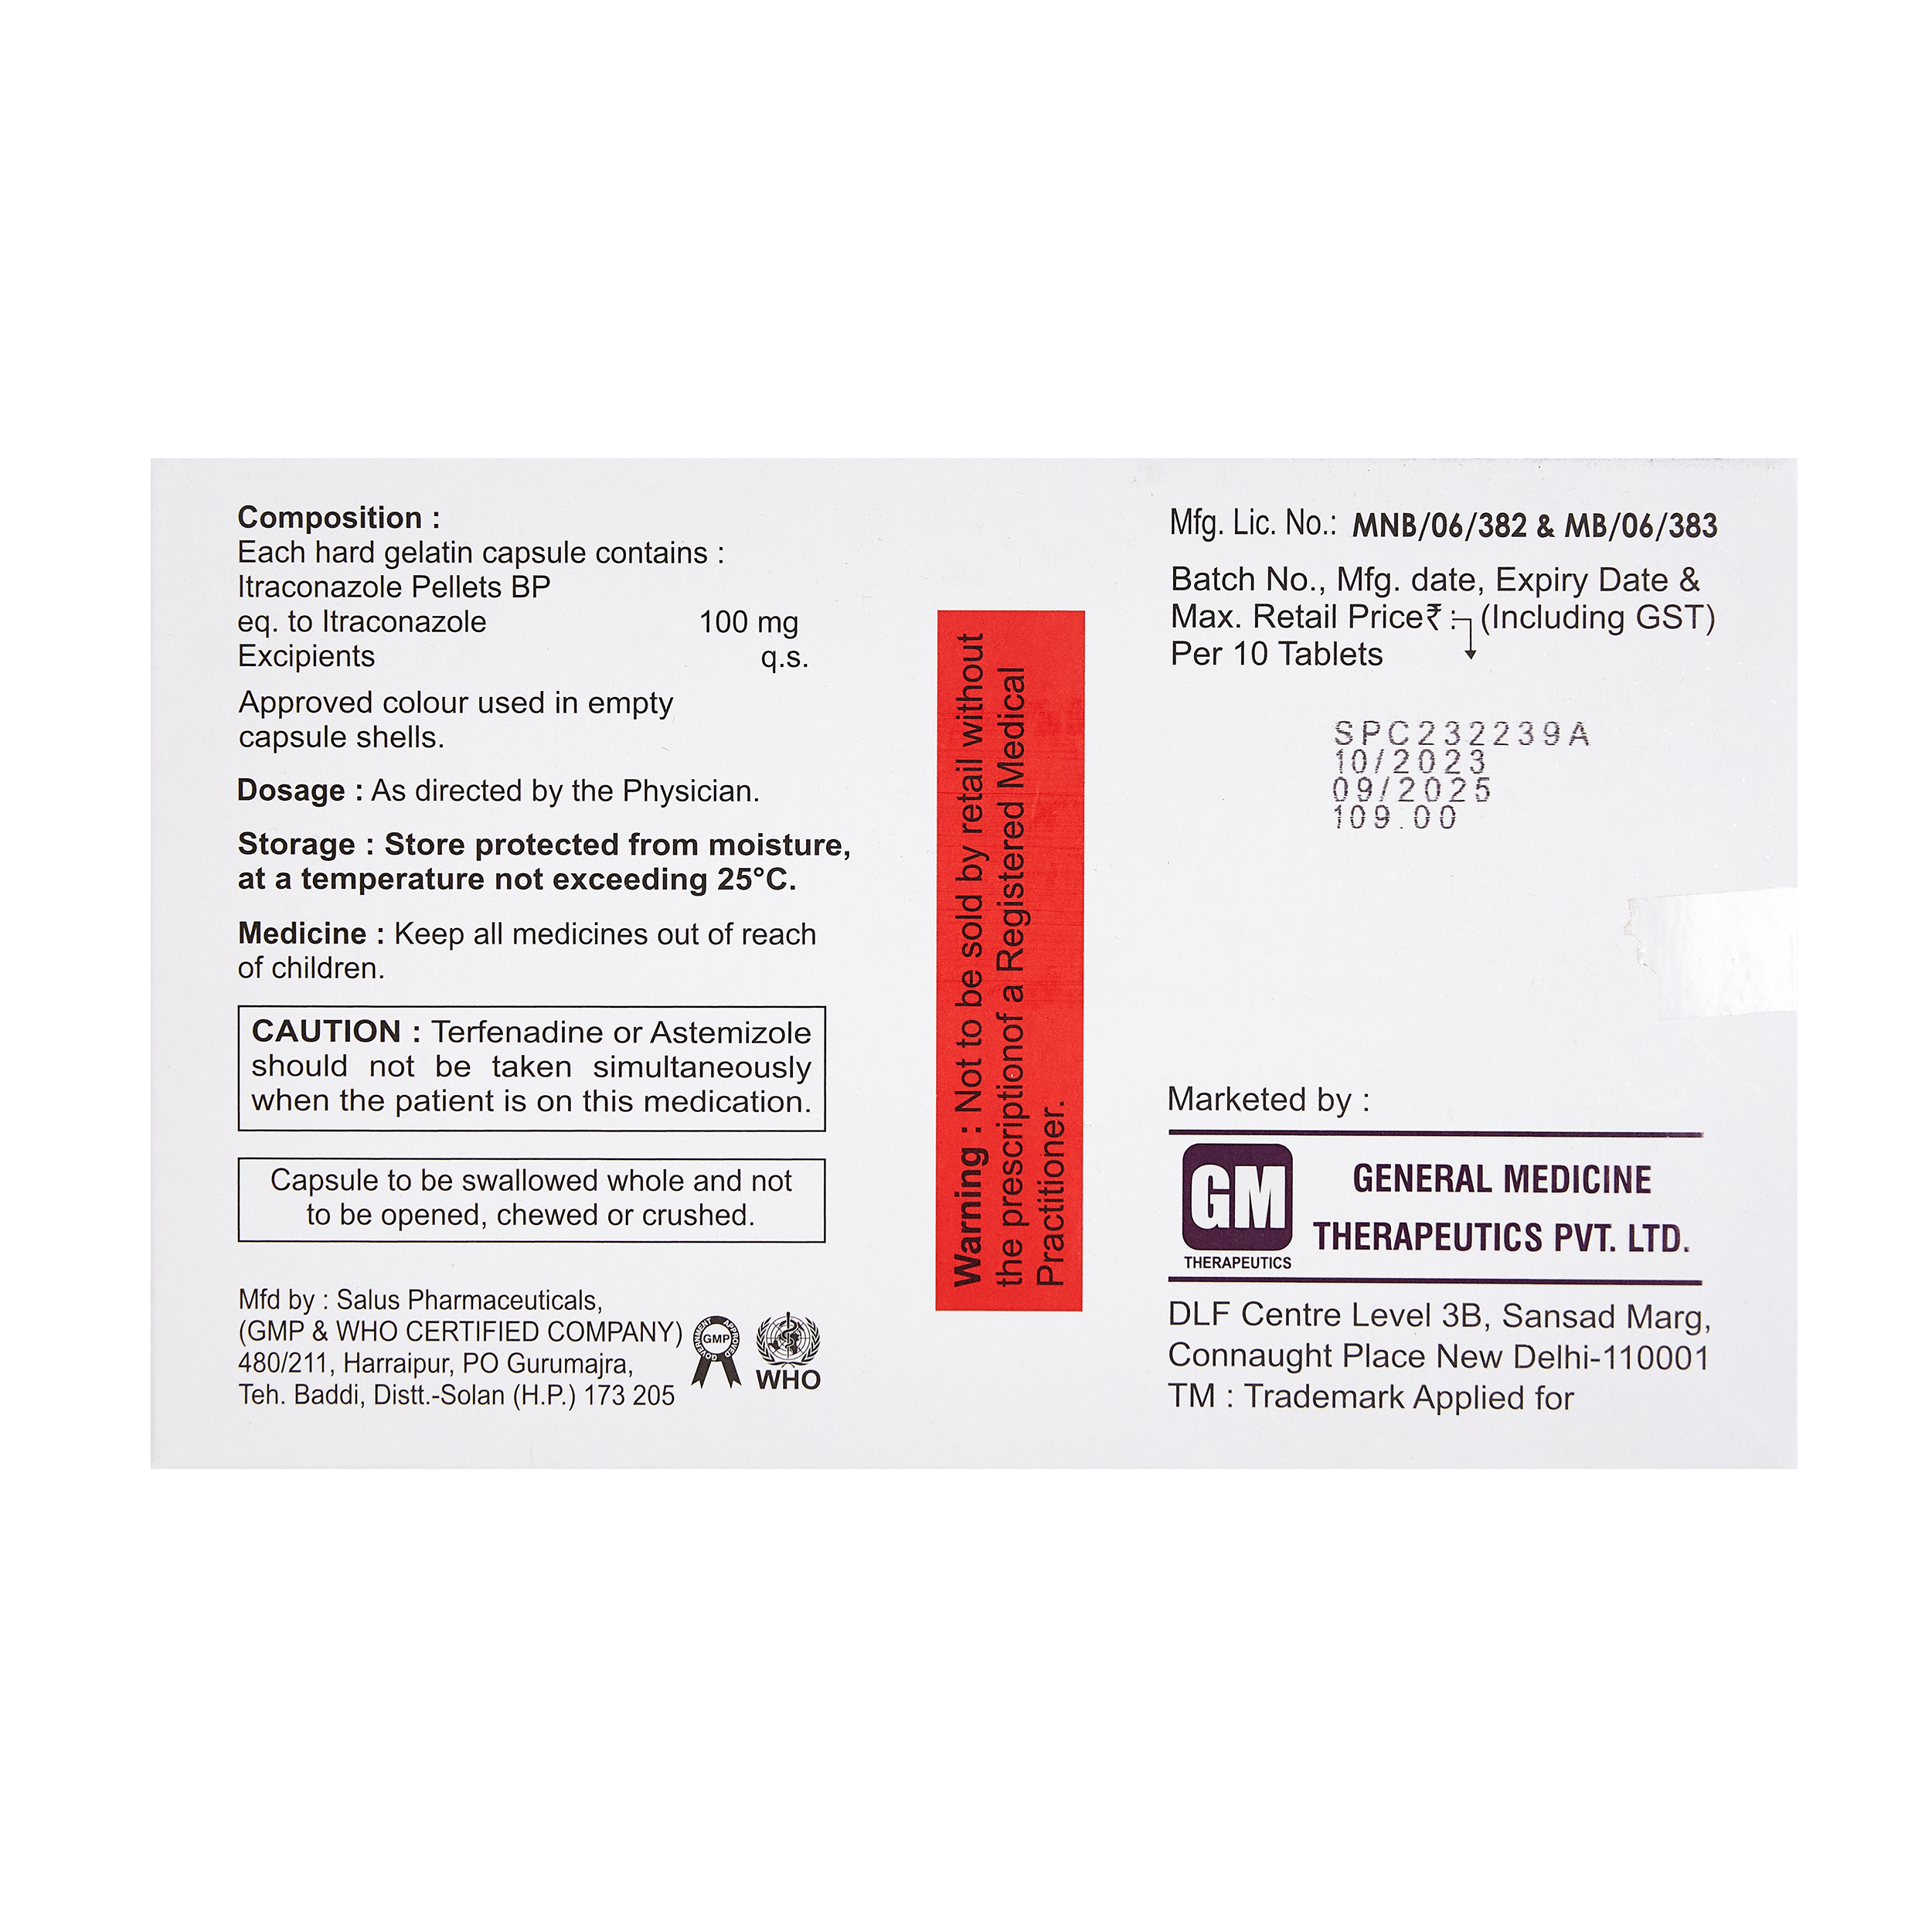 Composition :
Each hard gelatin capsule contains :
Itraconazole Pellets BP
eq. to Itraconazole 100 mg
Excipients q.s.
Approved colour used in empty
capsule shells.
Dosage : As directed by the Physician.
Storage : Store protected from moisture,
at a temperature not exceeding 25°C.
Medicine : Keep all medicines out of reach
of children.
CAUTION : Terfenadine or Astemizole
should not be taken simultaneously
when the patient is on this medication.
Capsule to be swallowed whole and not
to be opened, chewed or crushed.
Mfd by : Salus Pharmaceuticals,
(GMP & WHO CERTIFIED COMPANY)
480/211, Harraipur, PO Gurumajra,
Teh. Baddi, Distt.-Solan (H.P.) 173 205
GOVERNMENT APPROVED
GMP
WHO
Warning : Not to be sold by retail without
the prescriptionof a Registered Medical
Practitioner.
Mfg. Lic. No.: MNB/06/382 & MB/06/383
Batch No., Mfg. date, Expiry Date &
Max. Retail Price₹ : (Including GST)
Per 10 Tablets
SPC232239A
10/2023
09/2025
109.00
Marketed by :
GM
THERAPEUTICS
GENERAL MEDICINE
THERAPEUTICS PVT. LTD.
DLF Centre Level 3B, Sansad Marg,
Connaught Place New Delhi-110001
TM : Trademark Applied for